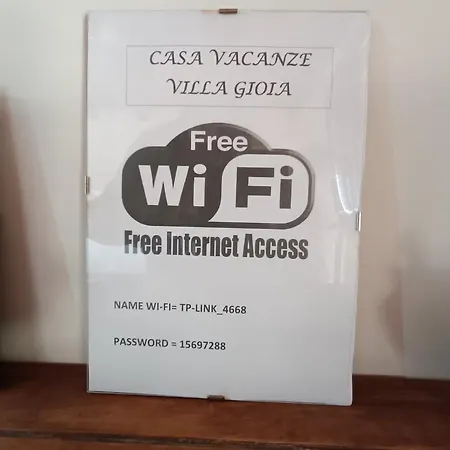 CASA VACANZE
VILLA GIOIA
Free
Wi Fi
Free Internet Access
NAME WI-FI= TP-LINK_4668
PASSWORD = 15697288